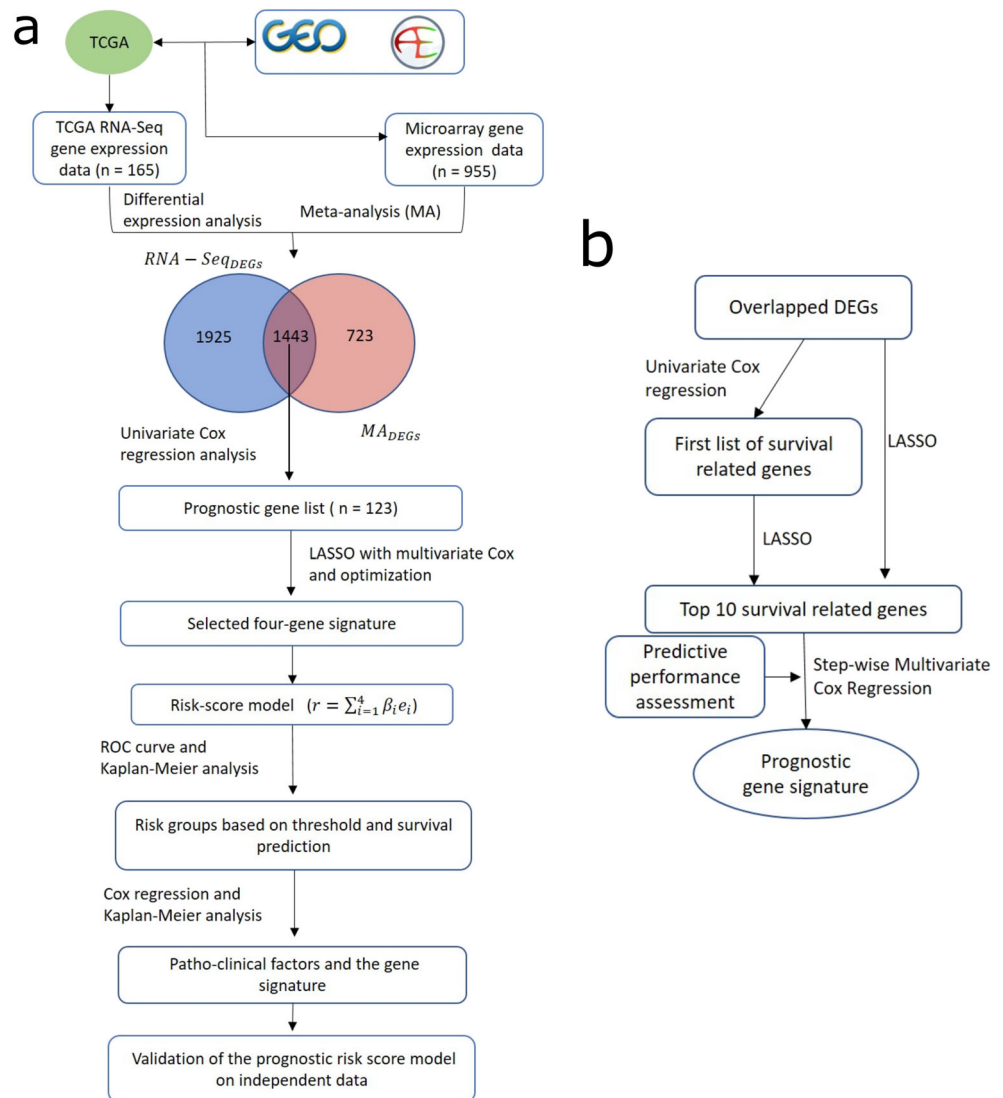 a
TCGA
GEO
AE
TCGA RNA-Seq
gene expression
data (n = 165)
Microarray gene
expression data
(n = 955)
Differential
expression analysis
Meta-analysis (MA)
RNA − Seq_DEGs
1925
1443
723
MA_DEGs
Univariate Cox
regression analysis
Prognostic gene list ( n = 123)
LASSO with multivariate Cox
and optimization
Selected four-gene signature
Risk-score model (r = ∑⁴ᵢ₌₁ βᵢeᵢ)
ROC curve and
Kaplan-Meier analysis
Risk groups based on threshold and survival
prediction
Cox regression and
Kaplan-Meier analysis
Patho-clinical factors and the gene
signature
Validation of the prognostic risk score model
on independent data
b
Overlapped DEGs
Univariate Cox
regression
First list of survival
related genes
LASSO
LASSO
Top 10 survival related genes
Predictive
performance
assessment
Step-wise Multivariate
Cox Regression
Prognostic
gene signature